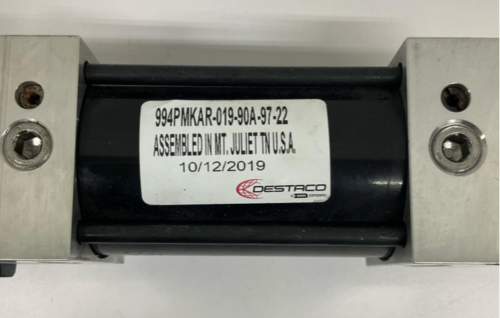 994PMKAR-019-90A-97-22
ASSEMBLED IN MT. JULIET TN U.S.A.
10/12/2019
DESTACO